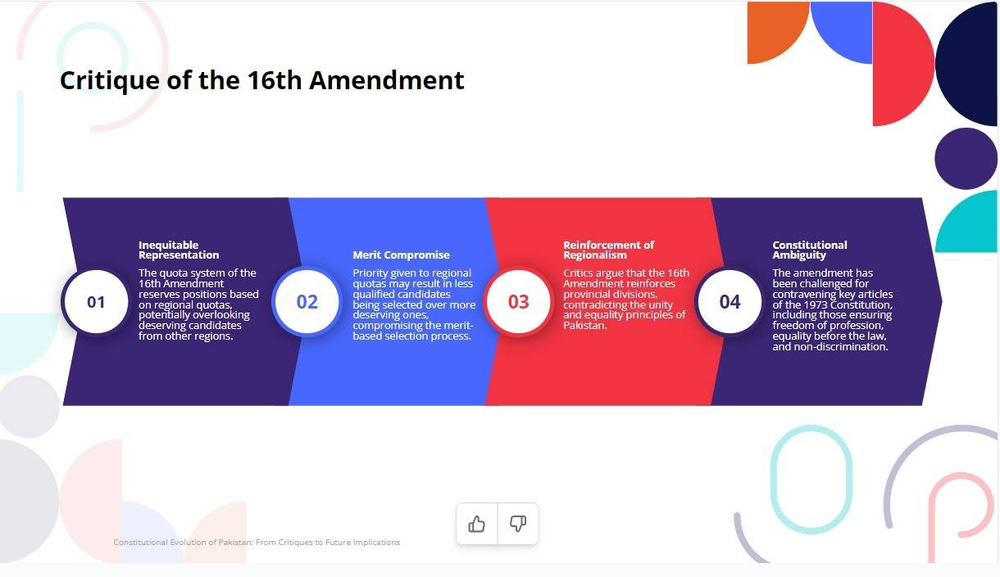 Critique of the 16th Amendment
01
Inequitable
Representation
The quota system of the
16th Amendment
reserves positions based
on regional quotas,
potentially overlooking
deserving candidates
from other regions.
02
Merit Compromise
Priority given to regional
quotas may result in less
qualified candidates
being selected over more
deserving ones,
compromising the merit-
based selection process.
03
Reinforcement of
Regionalism
Critics argue that the 16th
Amendment reinforces
provincial divisions,
contradicting the unity
and equality principles of
Pakistan.
04
Constitutional
Ambiguity
The amendment has
been challenged for
contravening key articles
of the 1973 Constitution,
including those ensuring
freedom of profession,
equality before the law,
and non-discrimination.
Constitutional Evolution of Pakistan: From Critiques to Future Implications